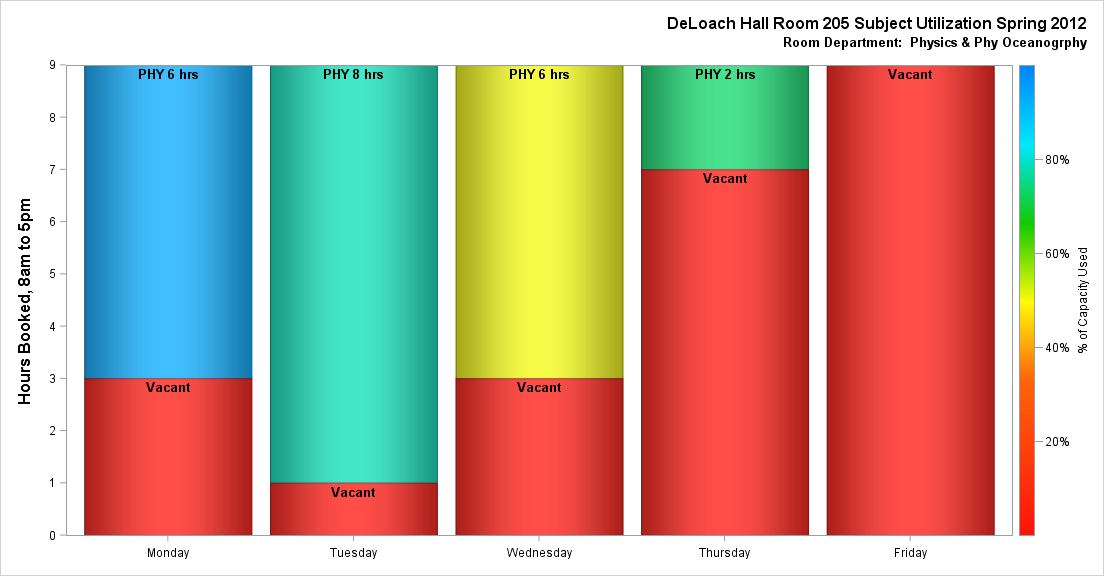 DeLoach Hall Room 205 Subject Utilization Spring 2012
Room Department:  Physics & Phy Oceanogrphy
Hours Booked, 8am to 5pm
9
8
7
6
5
4
3
2
1
0
PHY 6 hrs
Vacant
PHY 8 hrs
Vacant
PHY 6 hrs
Vacant
PHY 2 hrs
Vacant
Vacant
Monday
Tuesday
Wednesday
Thursday
Friday
80%
60%
40%
20%
% of Capacity Used